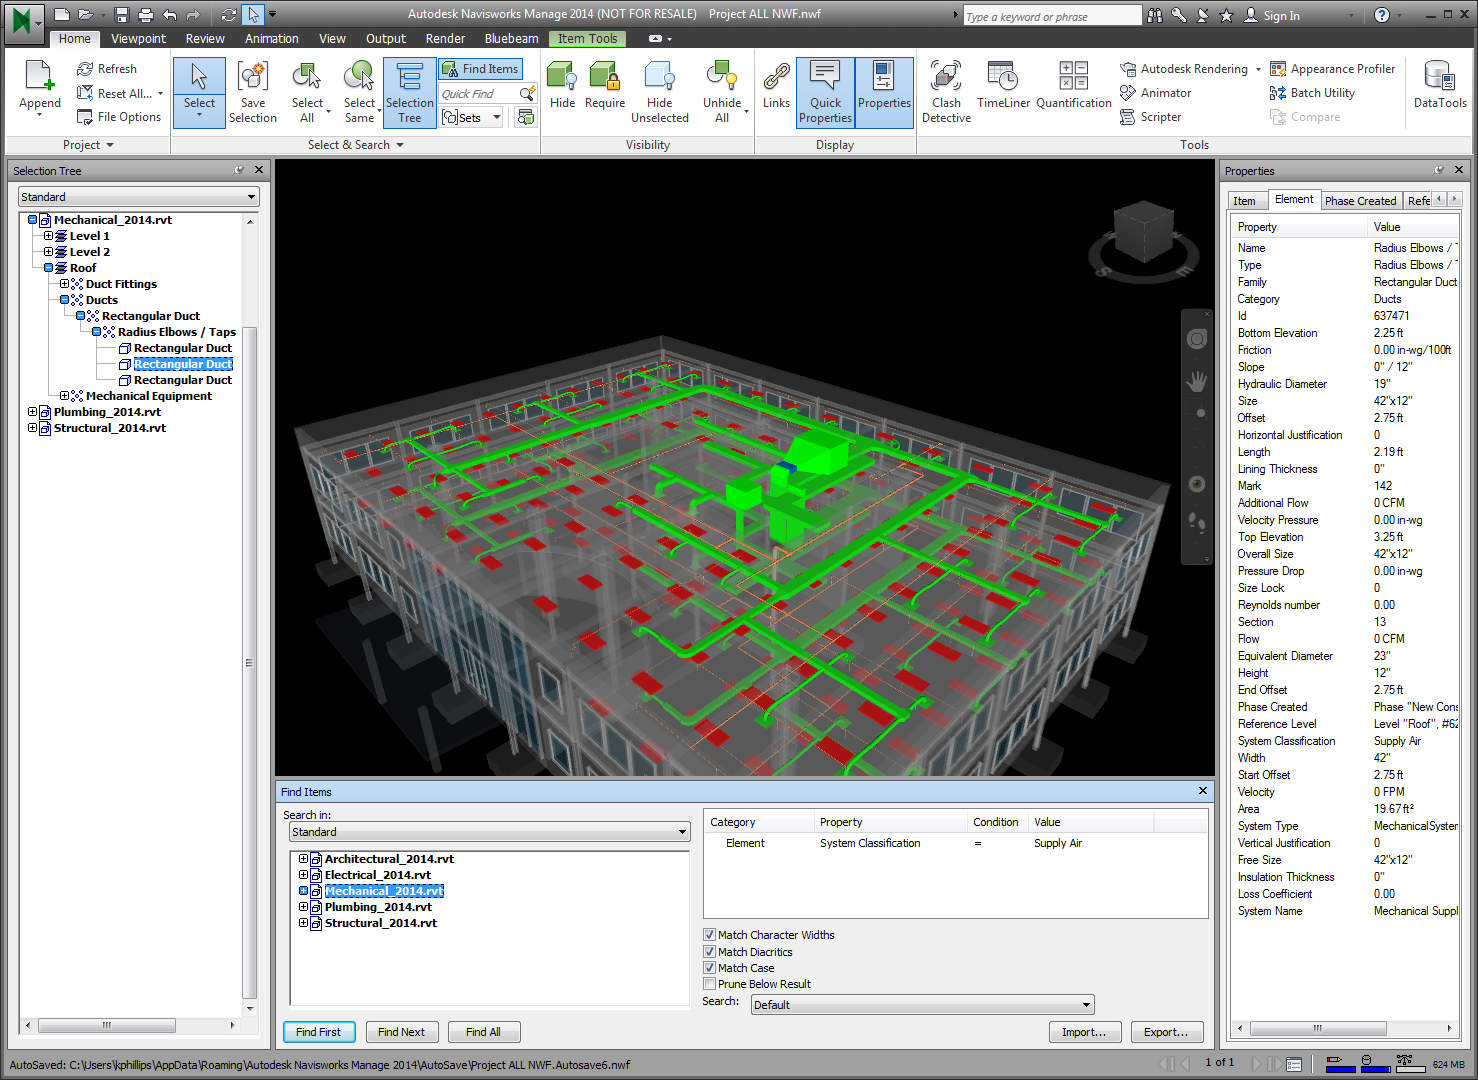 Autodesk Navisworks Manage 2014 (NOT FOR RESALE) Project ALL NWF.nwf
Type a keyword or phrase
Sign In
Home Viewpoint Review Animation View Output Render Bluebeam Item Tools
Append
Refresh
Reset All...
File Options
Project
Select
Save Selection
Select All
Select Same
Selection Tree
Find Items
Quick Find
Sets
Select & Search
Hide
Require
Hide Unselected
Unhide All
Visibility
Links
Quick Properties
Properties
Display
Clash Detective
TimeLiner
Quantification
Autodesk Rendering
Animator
Scripter
Appearance Profiler
Batch Utility
Compare
Tools
DataTools
Selection Tree
Standard
Mechanical_2014.rvt
Level 1
Level 2
Roof
Duct Fittings
Ducts
Rectangular Duct
Radius Elbows / Taps
Rectangular Duct
Rectangular Duct
Rectangular Duct
Mechanical Equipment
Plumbing_2014.rvt
Structural_2014.rvt
S E
Find Items
Search in:
Standard
Architectural_2014.rvt
Electrical_2014.rvt
Mechanical_2014.rvt
Plumbing_2014.rvt
Structural_2014.rvt
Find First Find Next Find All
Category Property Condition Value
Element System Classification = Supply Air
Match Character Widths
Match Diacritics
Match Case
Prune Below Result
Search: Default
Import... Export...
Properties
Item Element Phase Created Refe
Property Value
Name Radius Elbows / T
Type Radius Elbows / T
Family Rectangular Duct
Category Ducts
Id 637471
Bottom Elevation 2.25 ft
Friction 0.00 in-wg/100ft
Slope 0" / 12"
Hydraulic Diameter 19"
Size 42"x12"
Offset 2.75 ft
Horizontal Justification 0
Length 2.19 ft
Lining Thickness 0"
Mark 142
Additional Flow 0 CFM
Velocity Pressure 0.00 in-wg
Top Elevation 3.25 ft
Overall Size 42"x12"
Pressure Drop 0.00 in-wg
Size Lock 0
Reynolds number 0.00
Section 13
Flow 0 CFM
Equivalent Diameter 23"
Height 12"
End Offset 2.75 ft
Phase Created Phase "New Cons
Reference Level Level "Roof", #62
System Classification Supply Air
Width 42"
Start Offset 2.75 ft
Velocity 0 FPM
Area 19.67 ft²
System Type MechanicalSystem
Vertical Justification 0
Free Size 42"x12"
Insulation Thickness 0"
Loss Coefficient 0.00
System Name Mechanical Suppl
AutoSaved: C:\Users\kphillips\AppData\Roaming\Autodesk Navisworks Manage 2014\AutoSave\Project ALL NWF.Autosave6.nwf
1 of 1
624 MB